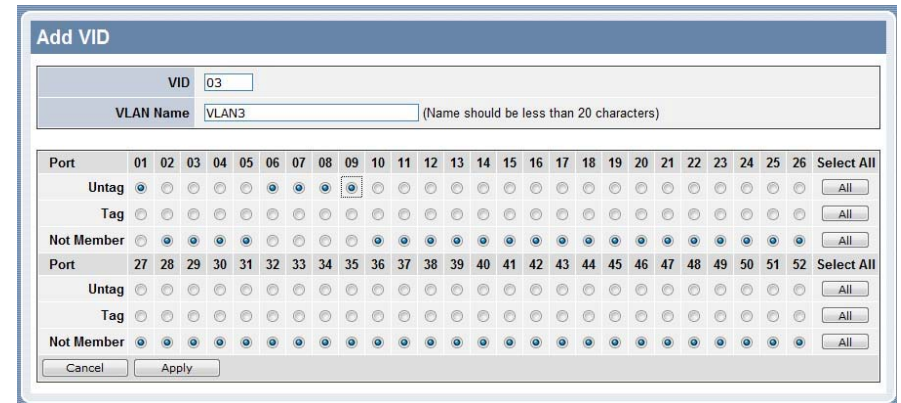 Add VID
VID 03
VLAN Name VLAN3 (Name should be less than 20 characters)
Port 01 02 03 04 05 06 07 08 09 10 11 12 13 14 15 16 17 18 19 20 21 22 23 24 25 26 Select All
Untag All
Tag All
Not Member All
Port 27 28 29 30 31 32 33 34 35 36 37 38 39 40 41 42 43 44 45 46 47 48 49 50 51 52 Select All
Untag All
Tag All
Not Member All
Cancel Apply